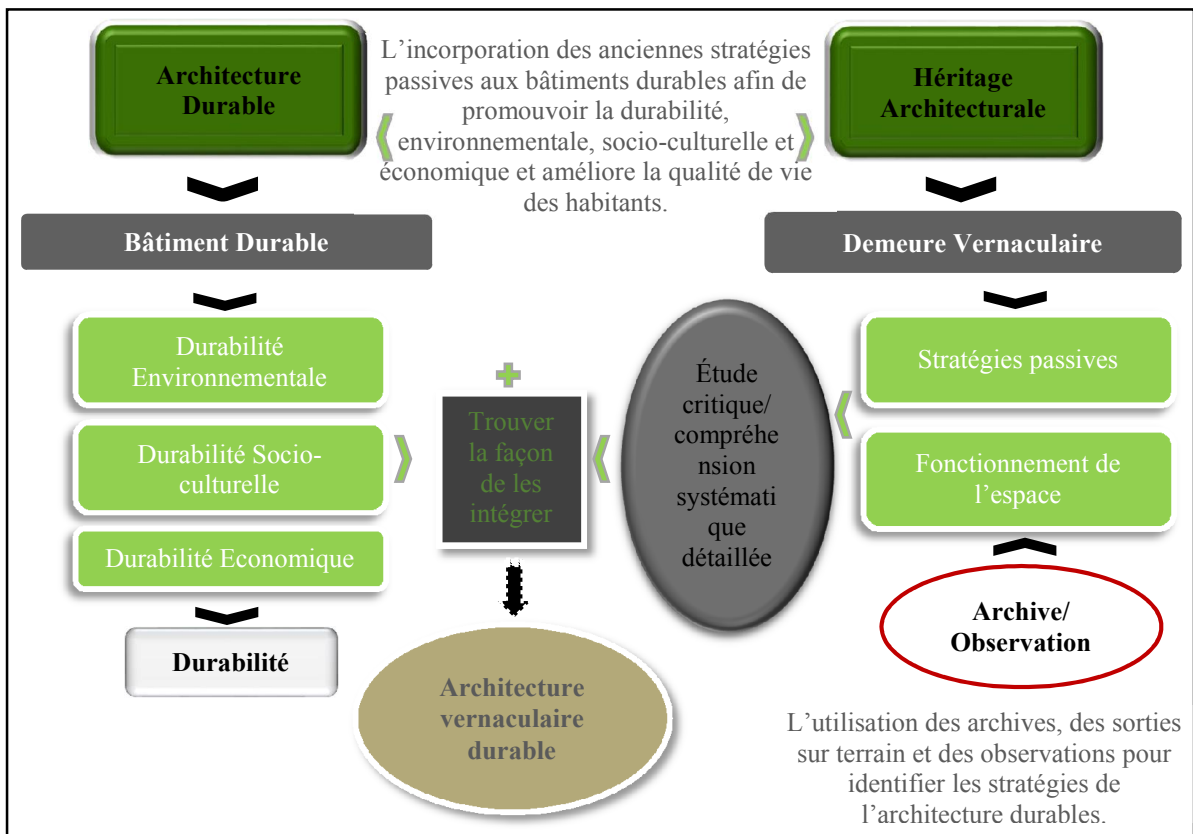 Architecture
Durable
L’incorporation des anciennes stratégies
passives aux bâtiments durables afin de
promouvoir la durabilité,
environnementale, socio-culturelle et
économique et améliore la qualité de vie
des habitants.
Héritage
Architecturale
Bâtiment Durable
Demeure Vernaculaire
Durabilité
Environnementale
Durabilité Socio-
culturelle
Durabilité Economique
Durabilité
Trouver
la façon
de les
intégrer
Architecture
vernaculaire
durable
Étude
critique/
compréhe
nsion
systémati
que
détaillée
Stratégies passives
Fonctionnement de
l’espace
Archive/
Observation
L’utilisation des archives, des sorties
sur terrain et des observations pour
identifier les stratégies de
l’architecture durables.